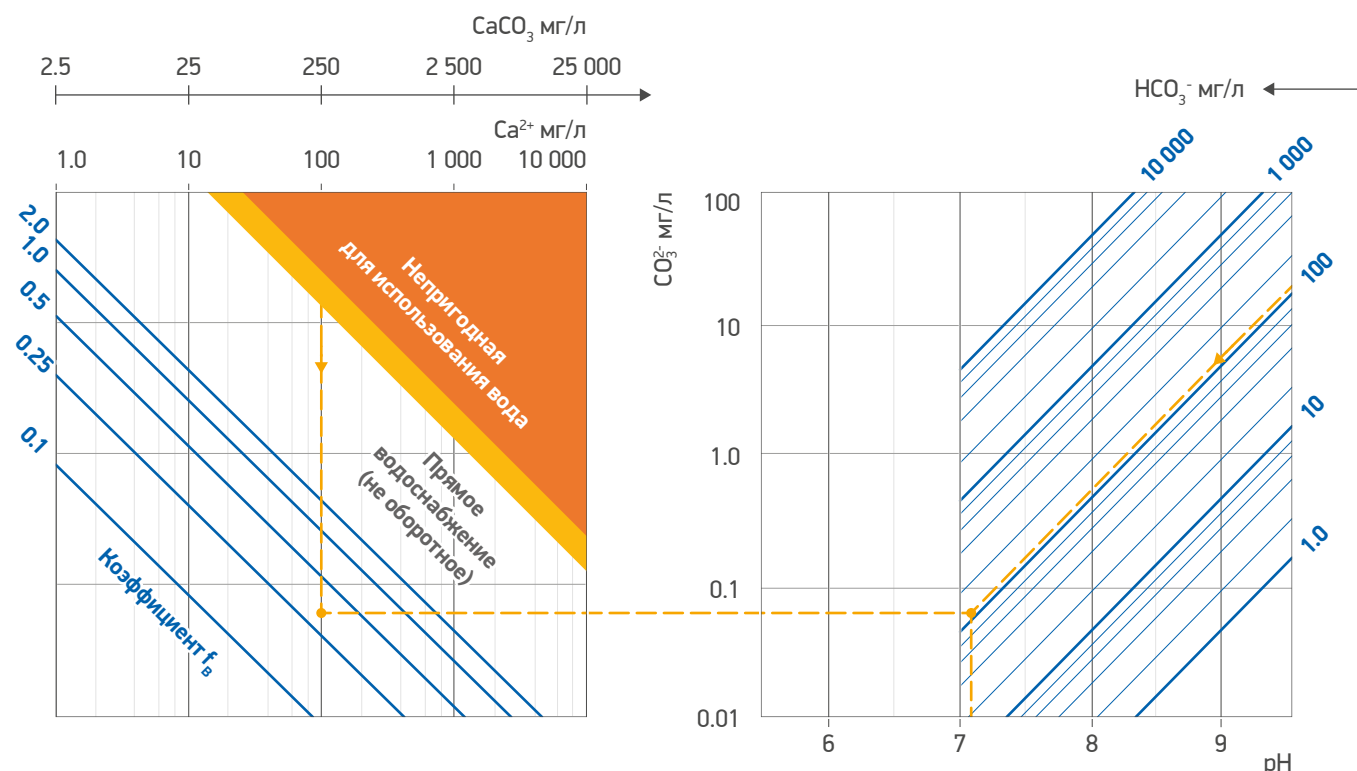 CaCO₃ мг/л
2.5 25 250 2 500 25 000
Ca²⁺ мг/л
1.0 10 100 1 000 10 000
2.0
1.0
0.5
0.25
0.1
Непригодная
для использования вода
Прямое
водоснабжение
(не оборотное)
Коэффициент f_B
HCO₃⁻ мг/л
10 000
1 000
100
10
1.0
CO₃²⁻ мг/л
100
10
1.0
0.1
0.01
6 7 8 9
pH